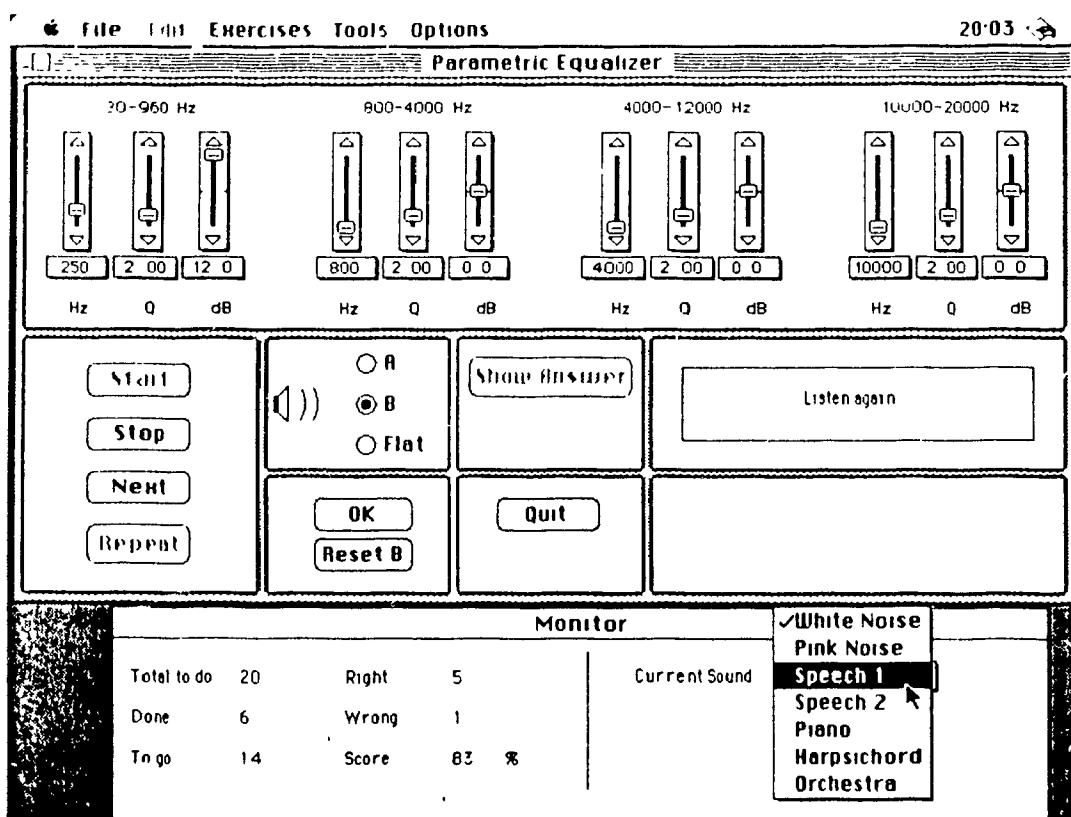 File Edit Exercises Tools Options 20:03
Parametric Equalizer
20-960 Hz 800-4000 Hz 4000-12000 Hz 10000-20000 Hz
250 2 00 12 0 800 2 00 0 0 4000 2 00 0 0 10000 2 00 0 0
Hz Q dB Hz Q dB Hz Q dB Hz Q dB
Start
Stop
Next
Repeat
A
B
Flat
Show Answer
Listen again
OK
Reset B
Quit
Monitor
Total to do 20 Right 5 Current Sound
Done 6 Wrong 1
To go 14 Score 83 %
✓White Noise
Pink Noise
Speech 1
Speech 2
Piano
Harpsichord
Orchestra